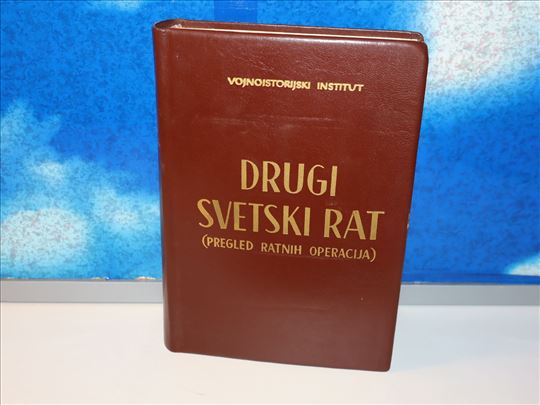 VOJNOISTORIJSKI INSTITUT
DRUGI
SVETSKI RAT
(PREGLED RATNIH OPERACIJA)